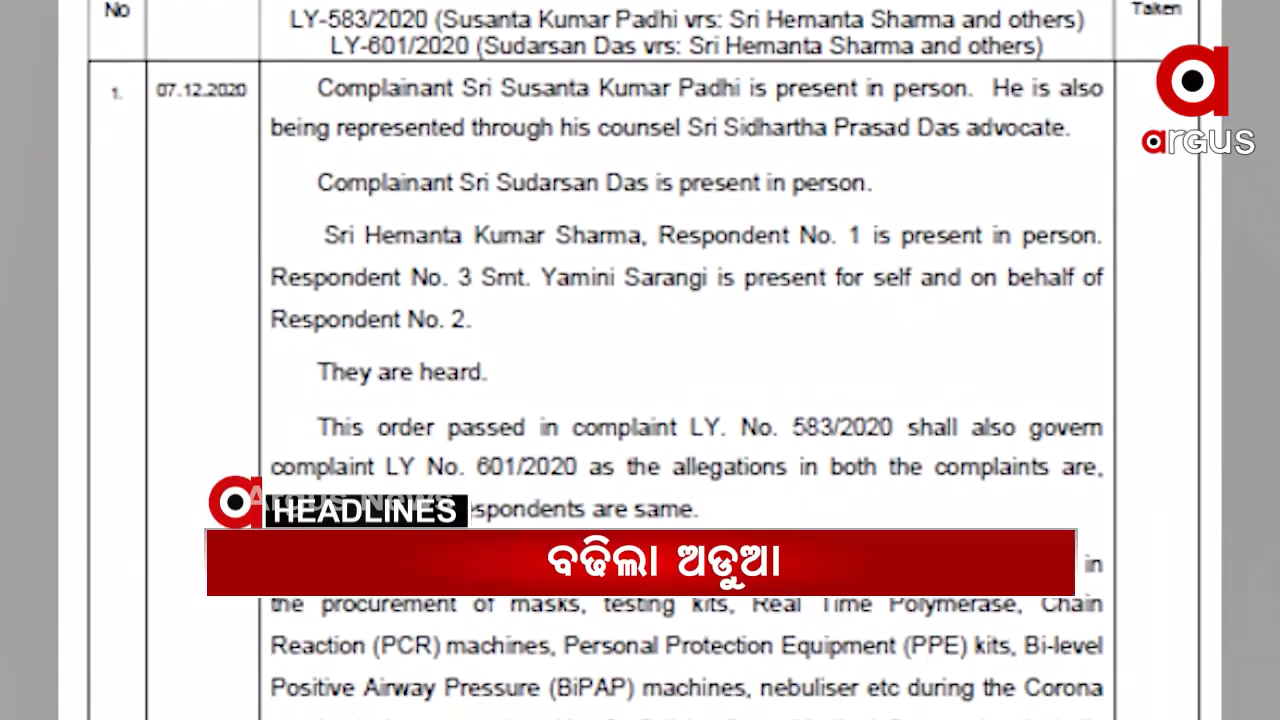 No
LY-583/2020 (Susanta Kumar Padhi vrs: Sri Hemanta Sharma and others)
Taken
LY-601/2020 (Sudarsan Das vrs: Sri Hemanta Sharma and others)
1. 07.12.2020 Complainant Sri Susanta Kumar Padhi is present in person. He is also
being represented through his counsel Sri Sidhartha Prasad Das advocate.
argus
Complainant Sri Sudarsan Das is present in person.
Sri Hemanta Kumar Sharma, Respondent No. 1 is present in person.
Respondent No. 3 Smt. Yamini Sarangi is present for self and on behalf of
Respondent No. 2.
They are heard.
This order passed in complaint LY. No. 583/2020 shall also govern
complaint LY No. 601/2020 as the allegations in both the complaints are,
spondents are same.
HEADLINES
ବଢିଲା ଅଡୁଆ
in
the procurement of masks, testing kits, Real Time Polymerase, Chain
Reaction (PCR) machines, Personal Protection Equipment (PPE) kits, Bi-level
Positive Airway Pressure (BiPAP) machines, nebuliser etc during the Corona